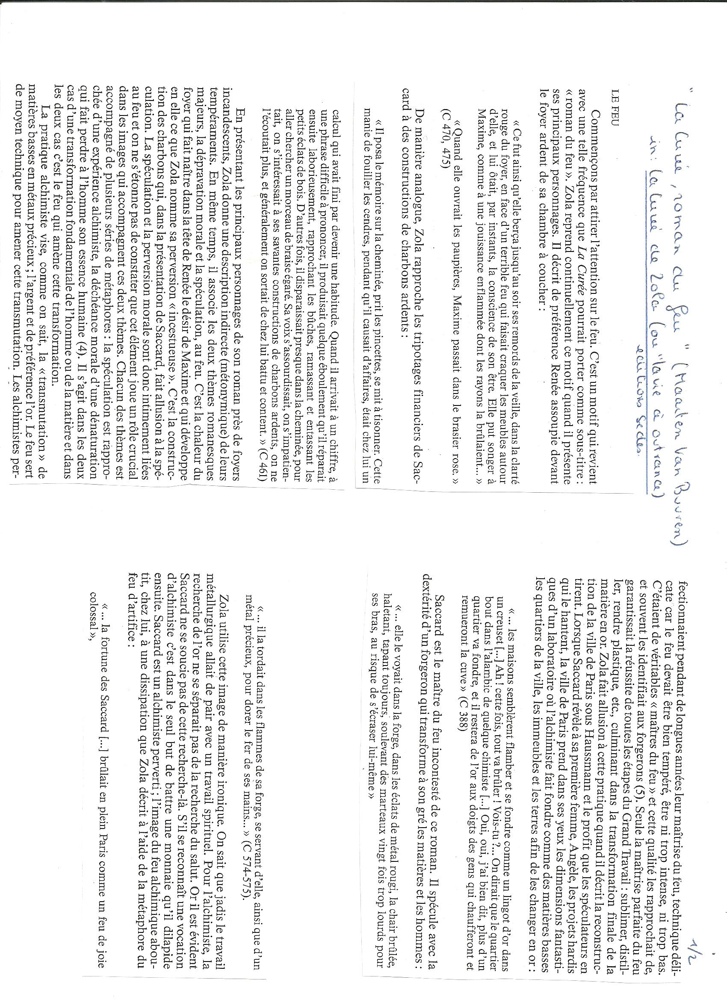 " La Curée, roman du feu " (Maarten Van Buuren)
in : La Curée de Zola (ou "la vie à outrance)
éditions Sedes.
1/2
LE FEU
Commençons par attirer l'attention sur le feu. C'est un motif qui revient
avec une telle fréquence que La Curée pourrait porter comme sous-titre :
« roman du feu ». Zola reprend continuellement ce motif quand il présente
ses principaux personnages. Il décrit de préférence Renée assoupie devant
le foyer ardent de sa chambre à coucher :
« Ce fut ainsi qu'elle berça jusqu'au soir ses remords de la veille, dans la clarté
rouge du foyer, en face d'un terrible feu qui faisait craquer les meubles autour
d'elle, et lui ôtait, par instants, la conscience de son être. Elle put songer à
Maxime, comme à une jouissance enflammée dont les rayons la brûlaient... »
« Quand elle ouvrait les paupières, Maxime passait dans le brasier rose. »
(C 470, 475)
De manière analogue, Zola rapproche les tripotages financiers de Sac-
card à des constructions de charbons ardents :
« Il posa le mémoire sur la cheminée, prit les pincettes, se mit à tisonner. Cette
manie de fouiller les cendres, pendant qu'il causait d'affaires, était chez lui un
calcul qui avait fini par devenir une habitude. Quand il arrivait à un chiffre, à
une phrase difficile à prononcer, il produisait quelque éboulement qu'il réparait
ensuite laborieusement, rapprochant les bûches, ramassant et entassant les
petits éclats de bois. D'autres fois, il disparaissait presque dans la cheminée, pour
aller chercher un morceau de braise égaré. Sa voix s'assourdissait, on s'impatien-
tait, on s'intéressait à ses savantes constructions de charbons ardents, on ne
l'écoutait plus, et généralement on sortait de chez lui battu et content. » (C 461)
En présentant les principaux personnages de son roman près de foyers
incandescents, Zola donne une description indirecte (métonymique) de leurs
tempéraments. En même temps, il associe les deux thèmes romanesques
majeurs, la dépravation morale et la spéculation, au feu. C'est la chaleur du
foyer qui fait naître dans la tête de Renée le désir de Maxime et qui développe
en elle ce que Zola nomme sa perversion « incestueuse ». C'est la construc-
tion des charbons qui, dans la présentation de Saccard, fait allusion à la spé-
culation. La spéculation et la perversion morale sont donc intimement liées
au feu et on ne s'étonne pas de constater que cet élément joue un rôle crucial
dans les images qui accompagnent ces deux thèmes. Chacun des thèmes est
accompagné de plusieurs séries de métaphores : la spéculation est rappro-
chée d'une expérience alchimiste, la déchéance morale d'une dénaturation
qui fait perdre à l'homme son essence humaine (4). Il s'agit dans les deux
cas d'une transformation fondamentale de l'homme ou de la matière et dans
les deux cas c'est le feu qui amène cette transformation.
La pratique alchimiste vise, comme on sait, la « transmutation » de
matières basses en métaux précieux ; l'argent et de préférence l'or. Le feu sert
de moyen technique pour amener cette transmutation. Les alchimistes per-
fectionnaient pendant de longues années leur maîtrise du feu, technique déli-
cate car le feu devait être bien tempéré, être ni trop intense, ni trop bas.
C'étaient de véritables « maîtres du feu » et cette qualité les rapprochait de,
et souvent les identifiait aux forgerons (5). Seule la maîtrise parfaite du feu
garantissait la réussite de toutes les étapes du Grand Travail : sublimer, distil-
ler, rendre plastique, etc., culminant dans la transformation finale de la
matière en or. Zola fait allusion à cette pratique quand il décrit la reconstruc-
tion de la ville de Paris sous Haussmann et le profit que les spéculateurs en
tirent. Lorsque Saccard révèle à sa première femme, Angèle, les projets hardis
qui le hantent, la ville de Paris prend dans ses yeux les dimensions fantasti-
ques d'un laboratoire où l'alchimiste fait fondre comme des matières basses
les quartiers de la ville, les immeubles et les terres afin de les changer en or :
« ... les maisons semblèrent flamber et se fondre comme un lingot d'or dans
un creuset [...] Ah ! cette fois, tout va brûler ! Vois-tu ?... On dirait que le quartier
bout dans l'alambic de quelque chimiste [...] Oui, oui, j'ai bien dit, plus d'un
quartier va fondre, et il restera de l'or aux doigts des gens qui chaufferont et
remueront la cuve » (C 388)
Saccard est le maître du feu incontesté de ce roman. Il spécule avec la
dextérité d'un forgeron qui transforme à son gré les matières et les hommes :
« ... elle le voyait dans la forge, dans les éclats de métal rougi, la chair brûlée,
haletant, tapant toujours, soulevant des marteaux vingt fois trop lourds pour
ses bras, au risque de s'écraser lui-même »
« ... il la tordait dans les flammes de sa forge, se servant d'elle, ainsi que d'un
métal précieux, pour dorer le fer de ses mains... » (C 574-575).
Zola utilise cette image de manière ironique. On sait que jadis le travail
métallurgique allait de pair avec un travail spirituel. Pour l'alchimiste, la
recherche de l'or ne se séparait pas de la recherche du salut. Or il est évident
Saccard ne se soucie pas de cette recherche-là. S'il se reconnaît une vocation
d'alchimiste c'est dans le seul but de battre une monnaie qu'il dilapide
ensuite. Saccard est un alchimiste perverti ; l'image du feu alchimique abou-
tit, chez lui, à une dissipation que Zola décrit à l'aide de la métaphore du
feu d'artifice :
« ... la fortune des Saccard [...] brûlait en plein Paris comme un feu de joie
colossal »,